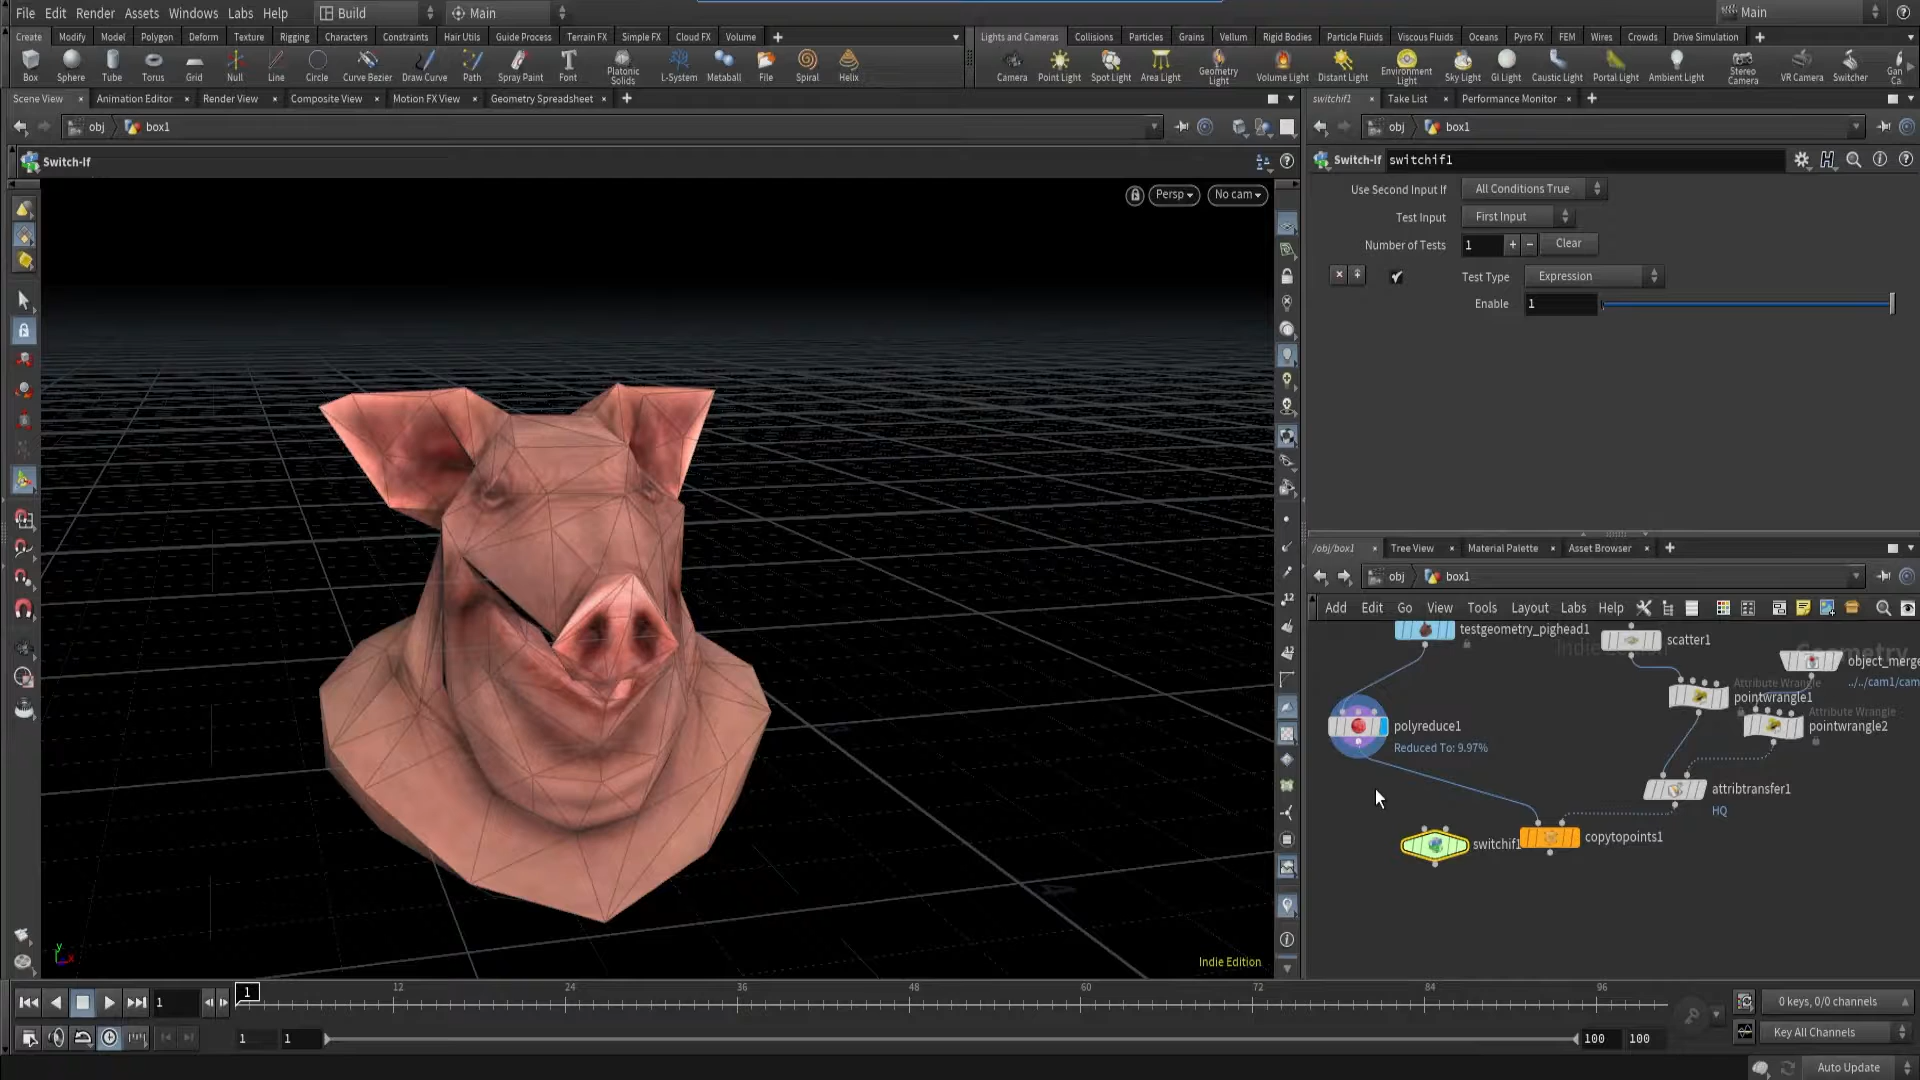 File Edit Render Assets Windows Labs Help Build Main Main
Create Modify Model Polygon Deform Texture Rigging Characters Constraints Hair Utils Guide Process Terrain FX Simple FX Cloud FX Volume
Lights and Cameras Collisions Particles Grains Vellum Rigid Bodies Particle Fluids Viscous Fluids Oceans Pyro FX FEM Wires Crowds Drive Simulation
Box Sphere Tube Torus Grid Null Line Circle Curve Bezier Draw Curve Path Spray Paint Font Platonic Solids L-System Metaball File Spiral Helix
Camera Point Light Spot Light Area Light Geometry Light Volume Light Distant Light Environment Light Sky Light GI Light Caustic Light Portal Light Ambient Light Stereo Camera VR Camera Switcher Gan Ca
Scene View Animation Editor Render View Composite View Motion FX View Geometry Spreadsheet
switchif1 Take List Performance Monitor
obj box1
obj box1
Switch-If
Switch-If switchif1
Persp No cam
Use Second Input If All Conditions True
Test Input First Input
Number of Tests 1 + - Clear
Test Type Expression
Enable 1
/obj/box1 Tree View Material Palette Asset Browser
obj box1
Add Edit Go View Tools Layout Labs Help
testgeometry_pighead1
scatter1
Geometry
object_merge
../../cam1/cam
Attribute Wrangle
pointwrangle1
Attribute Wrangle
pointwrangle2
polyreduce1
Reduced To: 9.97%
attribtransfer1
HQ
switchif1
copytopoints1
Indie Edition
y
x
1 1 12 24 36 48 60 72 84 96
0 keys, 0/0 channels
1 1 100 100
Key All Channels
Auto Update